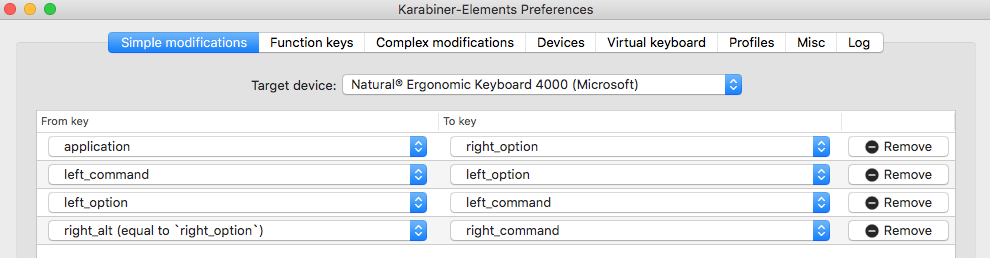 Karabiner-Elements Preferences
Simple modifications Function keys Complex modifications Devices Virtual keyboard Profiles Misc Log
Target device: Natural® Ergonomic Keyboard 4000 (Microsoft)
From key To key
application right_option Remove
left_command left_option Remove
left_option left_command Remove
right_alt (equal to `right_option`) right_command Remove